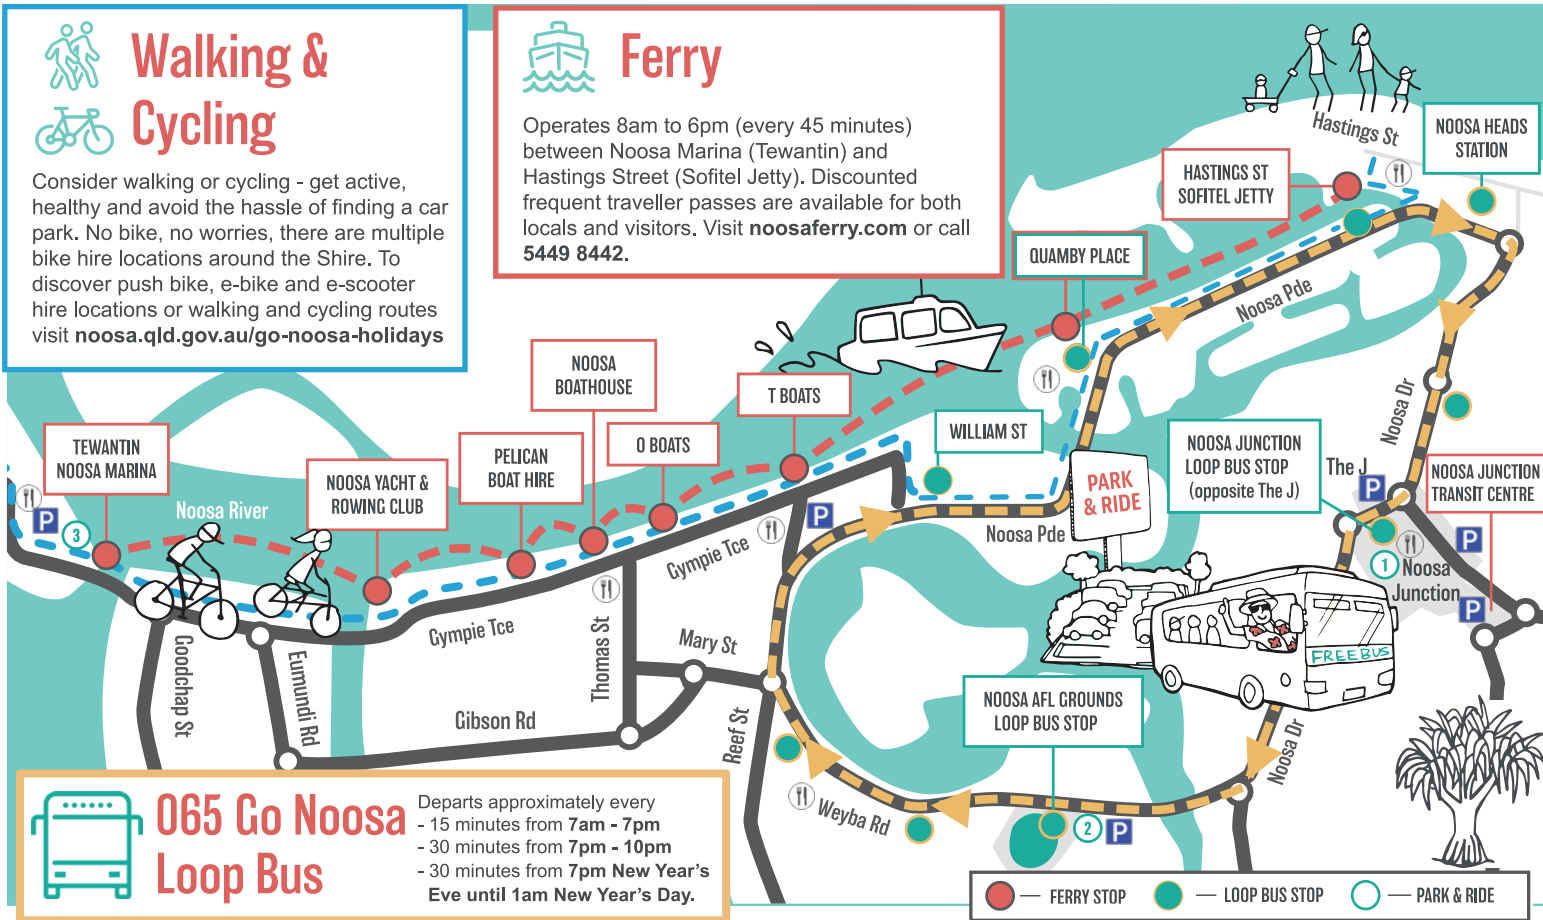 Walking &
Cycling
Consider walking or cycling - get active,
healthy and avoid the hassle of finding a car
park. No bike, no worries, there are multiple
bike hire locations around the Shire. To
discover push bike, e-bike and e-scooter
hire locations or walking and cycling routes
visit noosa.qld.gov.au/go-noosa-holidays
Ferry
Operates 8am to 6pm (every 45 minutes)
between Noosa Marina (Tewantin) and
Hastings Street (Sofitel Jetty). Discounted
frequent traveller passes are available for both
locals and visitors. Visit noosaferry.com or call
5449 8442.
Hastings St
NOOSA HEADS
STATION
HASTINGS ST
SOFITEL JETTY
QUAMBY PLACE
Noosa Pde
NOOSA
BOATHOUSE
T BOATS
O BOATS
PELICAN
BOAT HIRE
NOOSA YACHT &
ROWING CLUB
TEWANTIN
NOOSA MARINA
WILLIAM ST
Noosa Dr
NOOSA JUNCTION
LOOP BUS STOP
(opposite The J)
The J
P
NOOSA JUNCTION
TRANSIT CENTRE
PARK
& RIDE
P
3
Noosa River
P
Noosa Pde
Gympie Tce
P
1
Noosa
Junction
P
Gympie Tce
Goodchap St
Eumundi Rd
Thomas St
Mary St
Gibson Rd
Reef St
FREE BUS
NOOSA AFL GROUNDS
LOOP BUS STOP
Noosa Dr
Weyba Rd
2
P
065 Go Noosa
Loop Bus
Departs approximately every
- 15 minutes from 7am - 7pm
- 30 minutes from 7pm - 10pm
- 30 minutes from 7pm New Year's
Eve until 1am New Year's Day.
— FERRY STOP
— LOOP BUS STOP
— PARK & RIDE